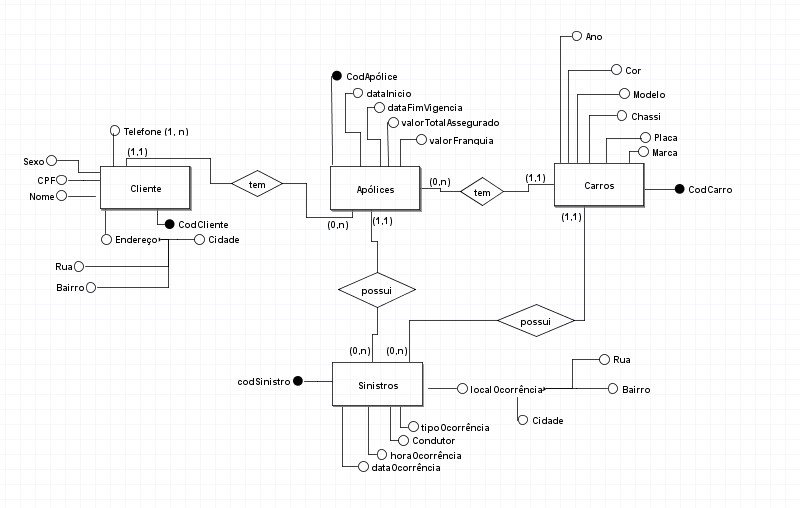 Ano
Cor
CodApólice
dataInicio
Modelo
dataFimVigencia
Chassi
valorTotalAssegurado
Telefone (1, n)
Placa
valorFranquia
(1,1)
Marca
Sexo
CPF
Nome
Cliente
tem
Apólices
(0,n)
tem
(1,1)
Carros
CodCarro
(0,n)
(1,1)
(1,1)
CodCliente
Endereço
Cidade
Rua
Bairro
possui
possui
(0,n)
(0,n)
codSinistro
Sinistros
localOcorrência
Rua
Bairro
Cidade
tipoOcorrência
Condutor
horaOcorrência
dataOcorrência